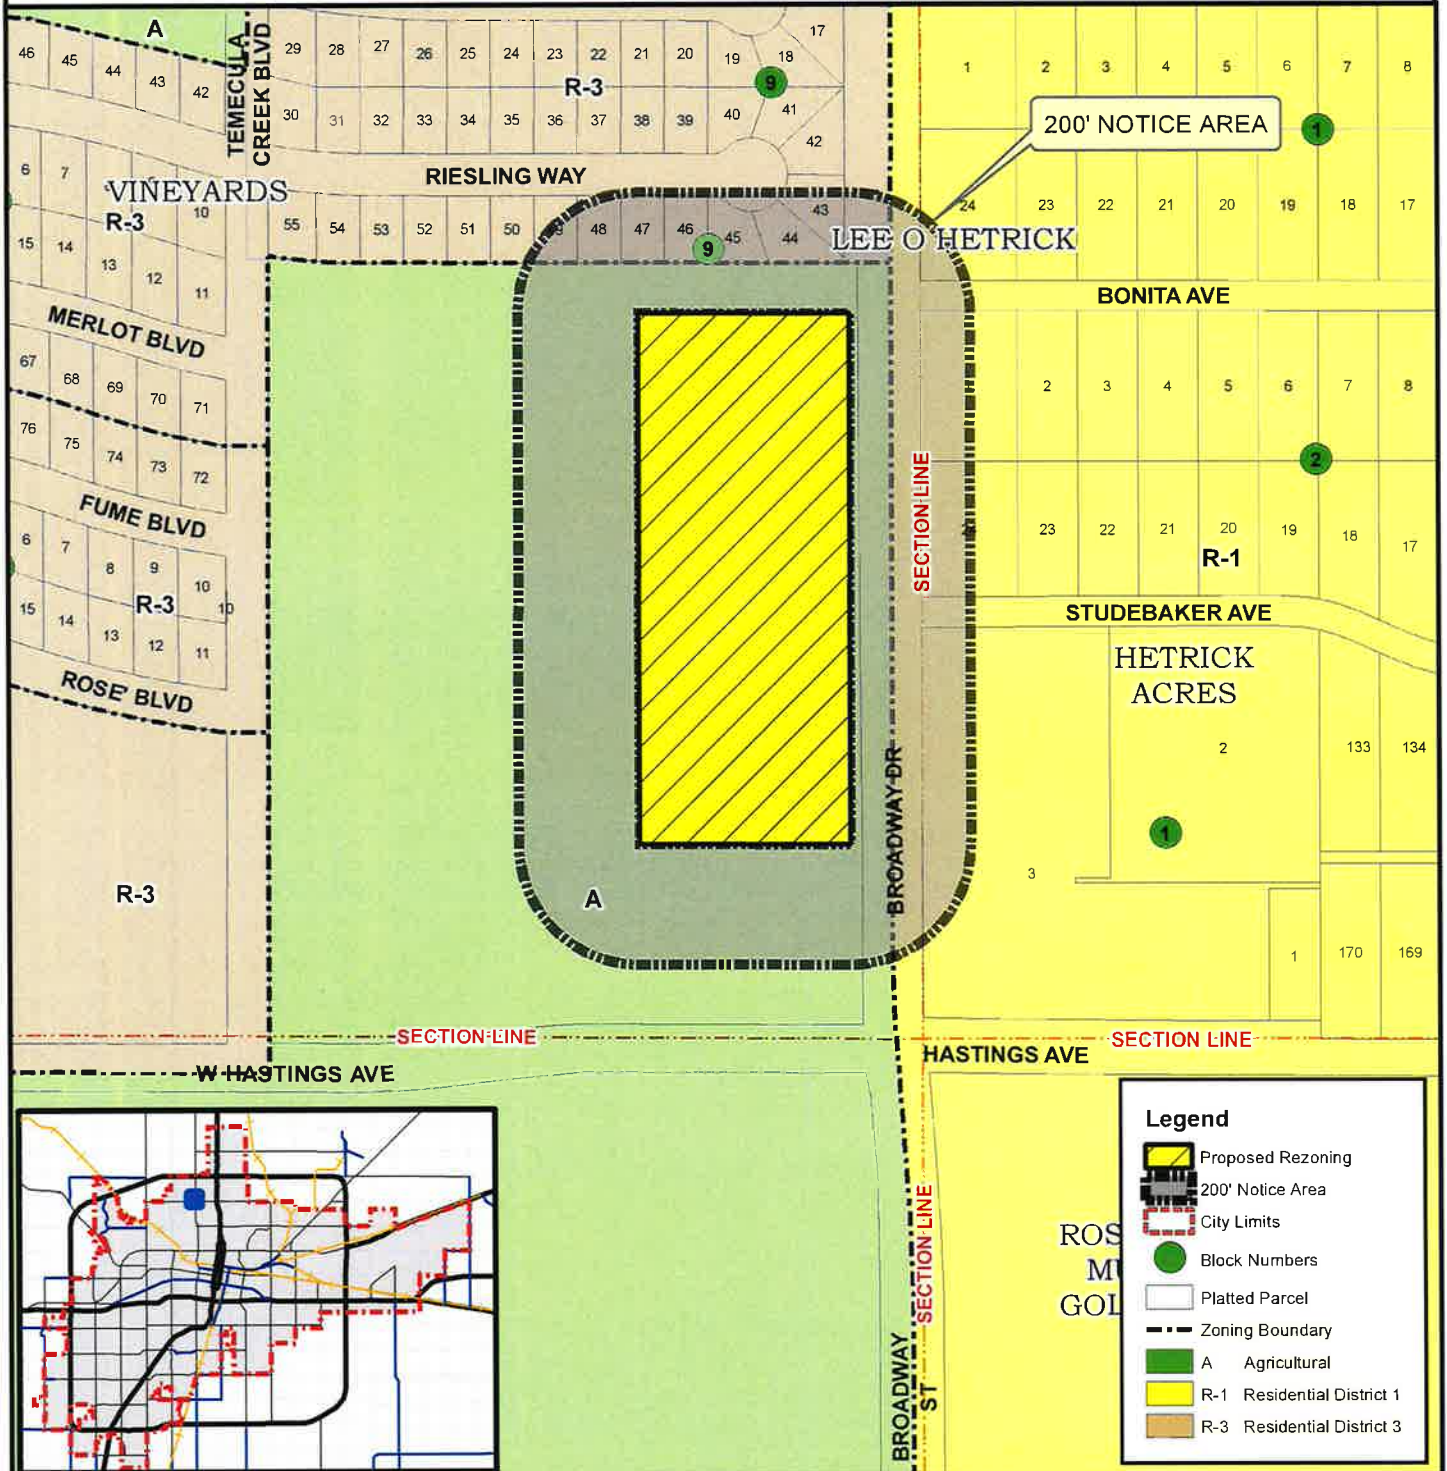 A
46 45 44 43 42
TEMECULA
CREEK BLVD
29 28 27 26 25 24 23 22 21 20 19 18 17
R-3
9
30 31 32 33 34 35 36 37 38 39 40 41 42
1 2 3 4 5 6 7 8
200' NOTICE AREA
1
RIESLING WAY
6 7
VINEYARDS
R-3
10
15 14 13 12 11
55 54 53 52 51 50 48 47 46 45 44 43
9
LEE O HETRICK
24 23 22 21 20 19 18 17
BONITA AVE
MERLOT BLVD
67 68 69 70 71
2 3 4 5 6 7 8
76 75 74 73 72
2
SECTION LINE
FUME BLVD
23 22 21 20 19 18 17
R-1
6 7 8 9 10
R-3
10
15 14 13 12 11
STUDEBAKER AVE
HETRICK
ACRES
ROSE' BLVD
2 133 134
BROADWAY DR
1
3
R-3
A
1 170 169
SECTION LINE
SECTION LINE
HASTINGS AVE
W HASTINGS AVE
SECTION LINE
BROADWAY
ST
ROS
GOL
Legend
Proposed Rezoning
200' Notice Area
City Limits
Block Numbers
Platted Parcel
Zoning Boundary
A Agricultural
R-1 Residential District 1
R-3 Residential District 3